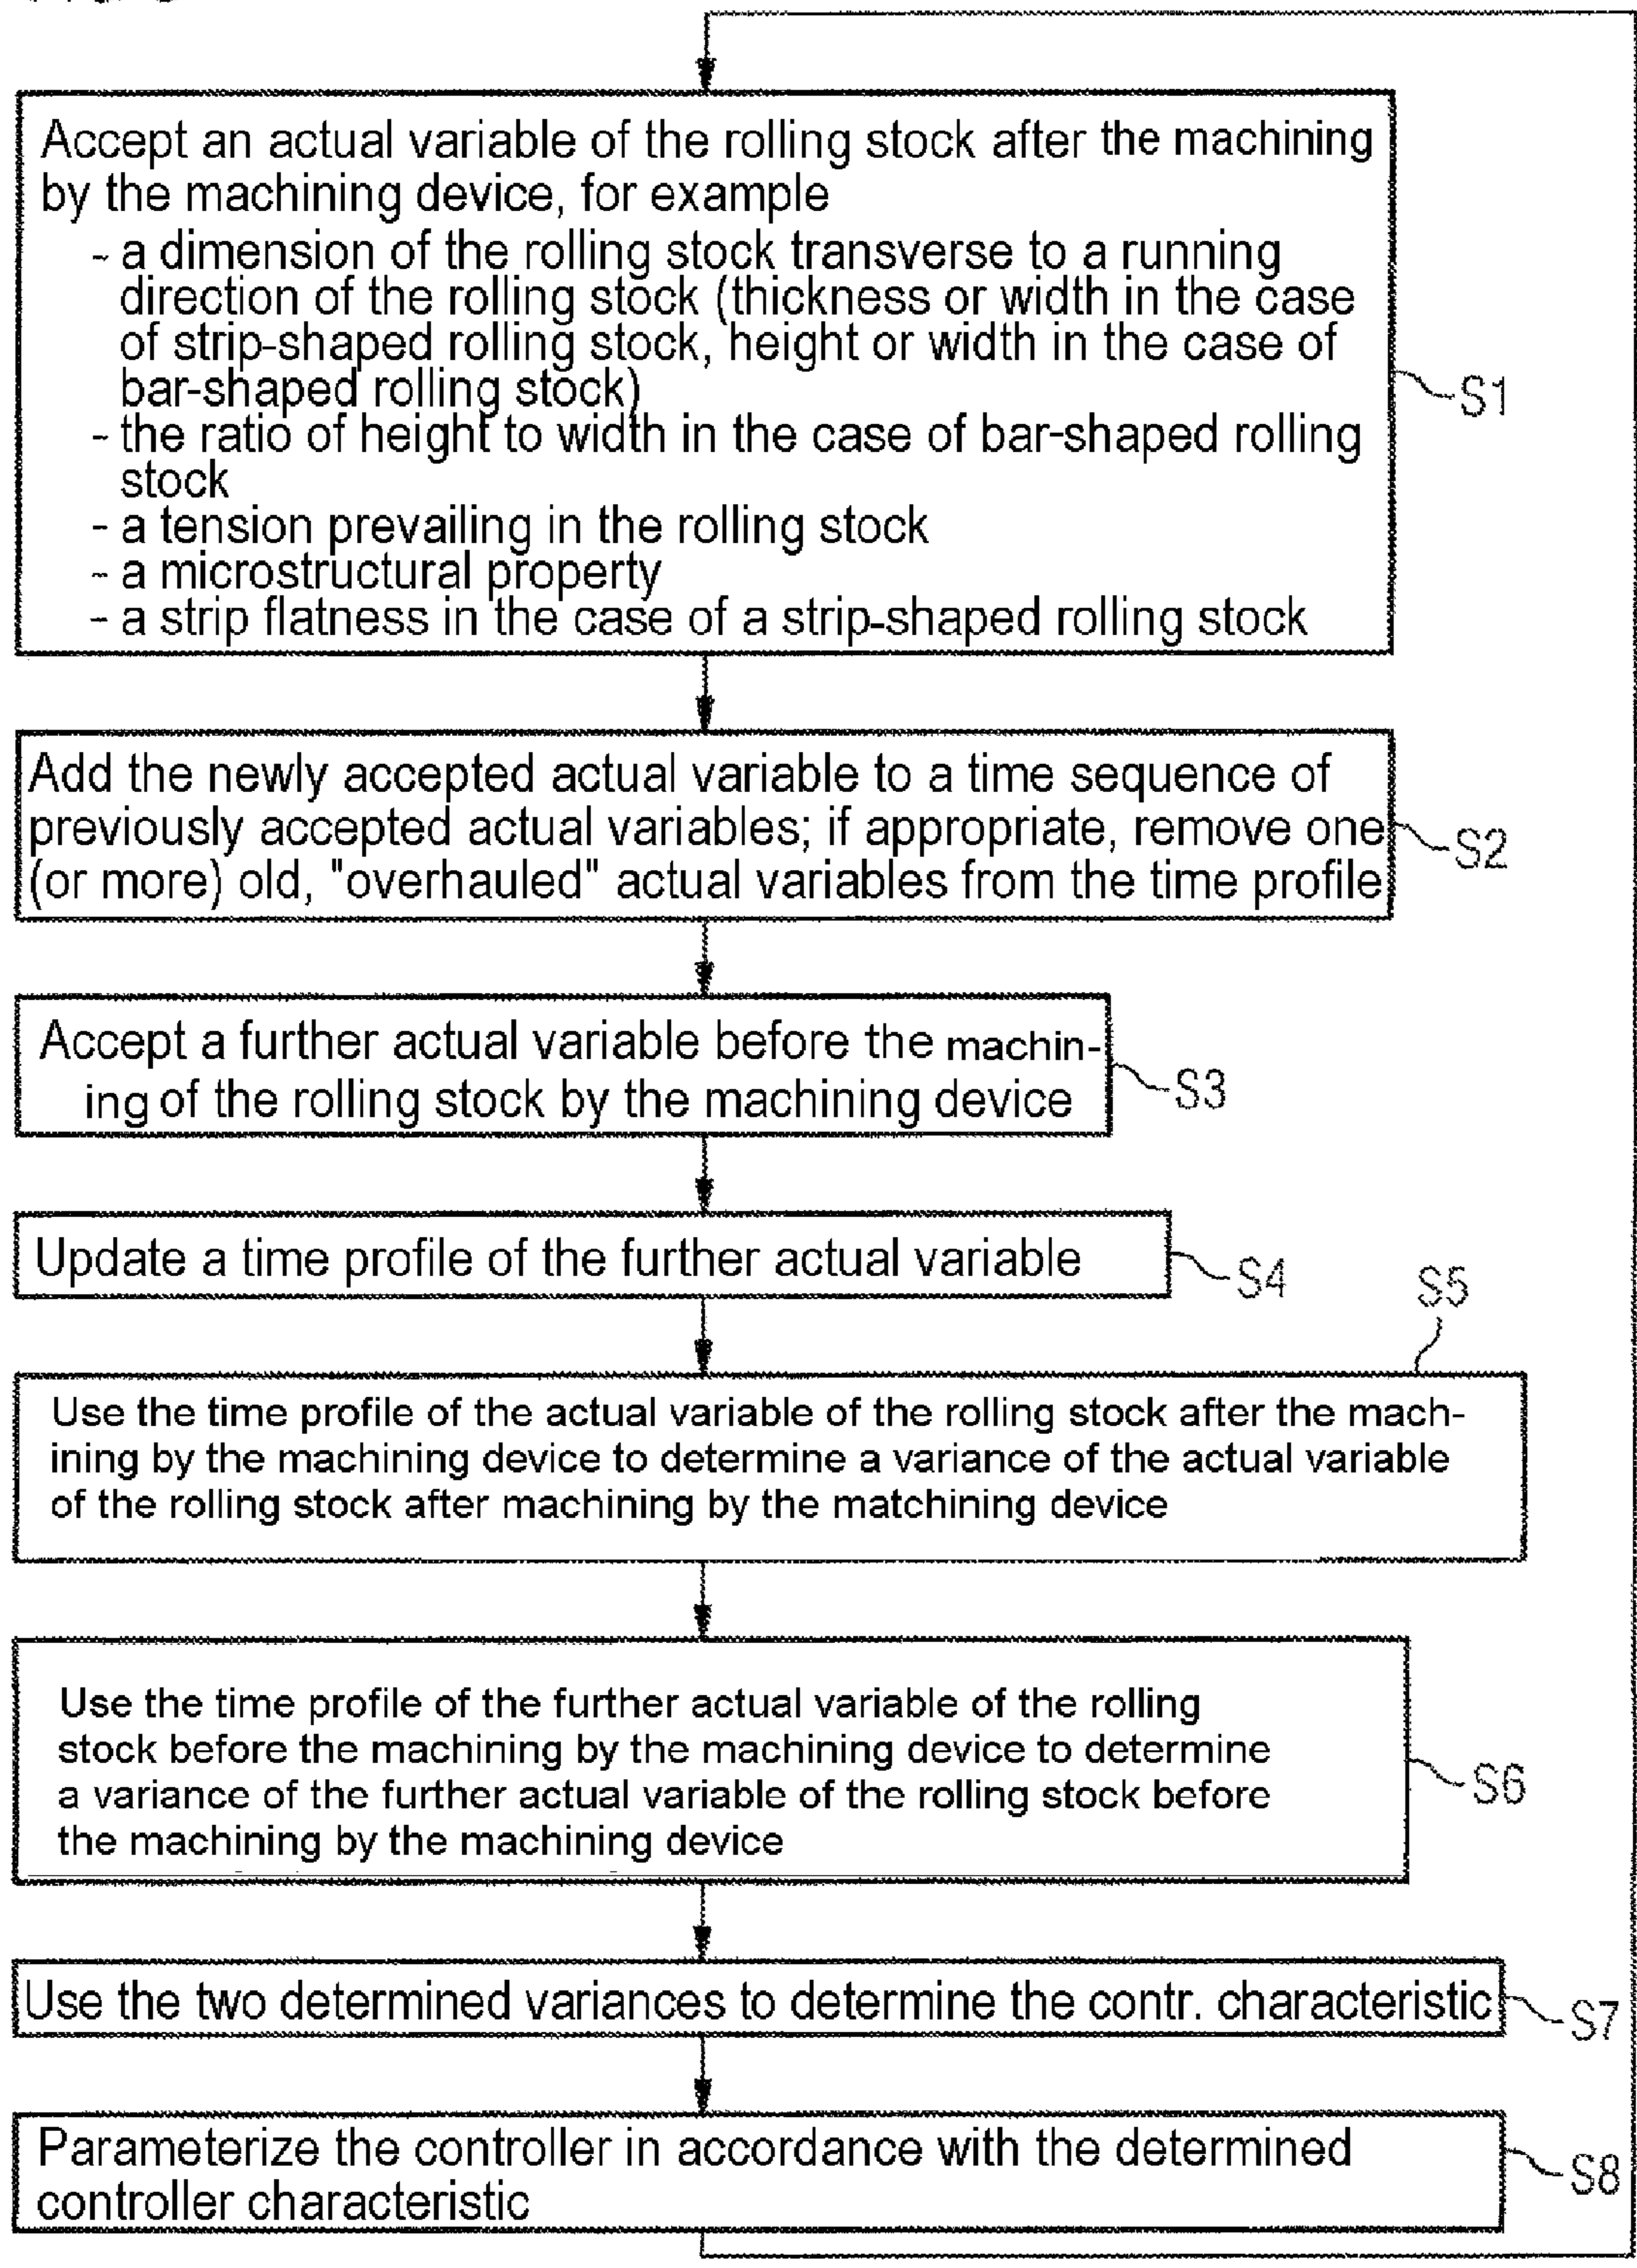 Accept an actual variable of the rolling stock after the machining
by the machining device, for example
- a dimension of the rolling stock transverse to a running
direction of the rolling stock (thickness or width in the case
of strip-shaped rolling stock, height or width in the case of
bar-shaped rolling stock)
- the ratio of height to width in the case of bar-shaped rolling
stock
- a tension prevailing in the rolling stock
- a microstructural property
- a strip flatness in the case of a strip-shaped rolling stock
S1
Add the newly accepted actual variable to a time sequence of
previously accepted actual variables; if appropriate, remove one
(or more) old, "overhauled" actual variables from the time profile
S2
Accept a further actual variable before the machin-
ing of the rolling stock by the machining device
S3
Update a time profile of the further actual variable
S4
S5
Use the time profile of the actual variable of the rolling stock after the mach-
ining by the machining device to determine a variance of the actual variable
of the rolling stock after machining by the matchining device
Use the time profile of the further actual variable of the rolling
stock before the machining by the machining device to determine
a variance of the further actual variable of the rolling stock before
the machining by the machining device
S6
Use the two determined variances to determine the contr. characteristic
S7
Parameterize the controller in accordance with the determined
controller characteristic
S8